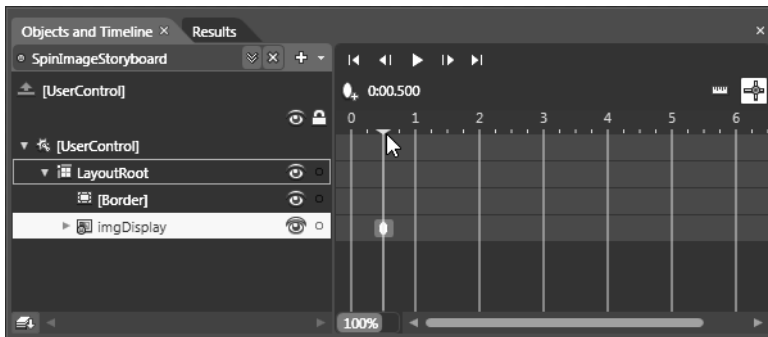 Objects and Timeline × Results ×
SpinImageStoryboard
[UserControl]
0:00.500
0 1 2 3 4 5 6
[UserControl]
LayoutRoot
[Border]
imgDisplay
100%